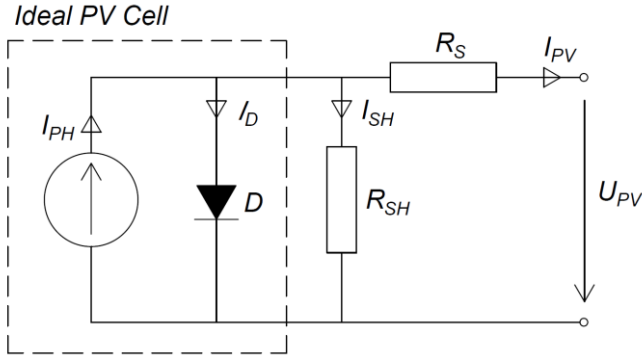 Ideal PV Cell
R_S
I_PV
I_PH
I_D
I_SH
D
R_SH
U_PV